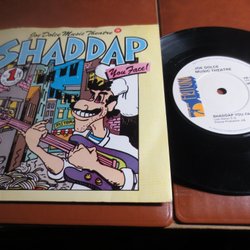 Joe Dolce Music Theatre
SHADDAP
You Face!
1
JOE DOLCE
MUSIC THEATRE
SHADDAP YOU FACE